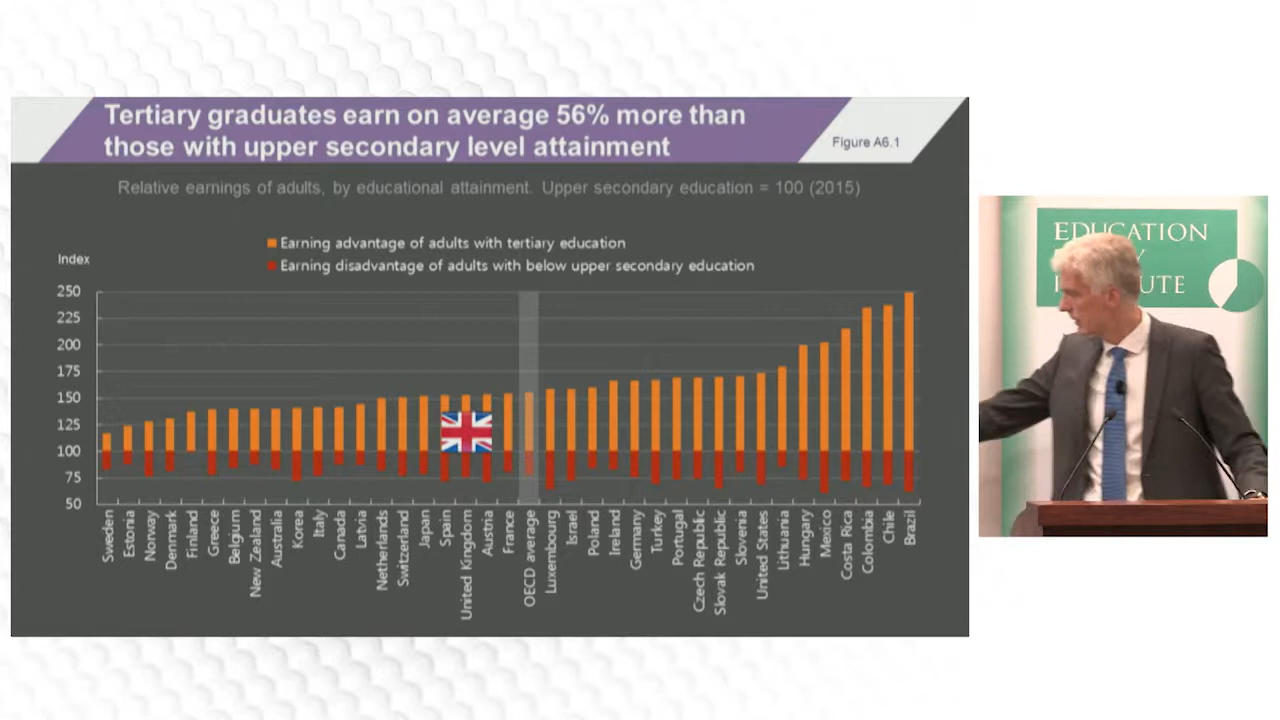 Tertiary graduates earn on average 56% more than
those with upper secondary level attainment
Figure A6.1
Relative earnings of adults, by educational attainment. Upper secondary education = 100 (2015)
Earning advantage of adults with tertiary education
Earning disadvantage of adults with below upper secondary education
Index
250
225
200
175
150
125
100
75
50
Sweden
Estonia
Norway
Denmark
Finland
Greece
Belgium
New Zealand
Australia
Korea
Italy
Canada
Latvia
Netherlands
Switzerland
Japan
Spain
United Kingdom
Austria
France
OECD average
Luxembourg
Israel
Poland
Ireland
Germany
Turkey
Portugal
Czech Republic
Slovak Republic
Slovenia
United States
Lithuania
Hungary
Mexico
Costa Rica
Colombia
Chile
Brazil
EDUCATION